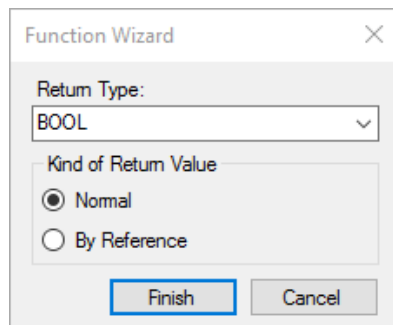 Function Wizard
Return Type:
BOOL
Kind of Return Value
Normal
By Reference
Finish Cancel